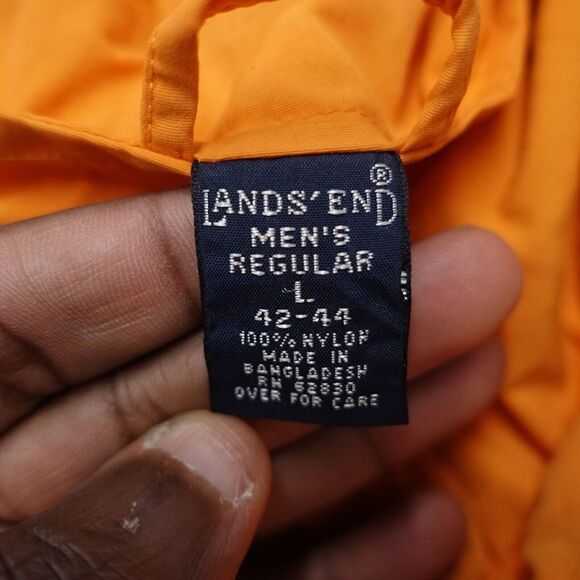 LANDS' END®
MEN'S
REGULAR
L
42-44
100% NYLON
MADE IN
BANGLADESH
RN 62830
OVER FOR CARE